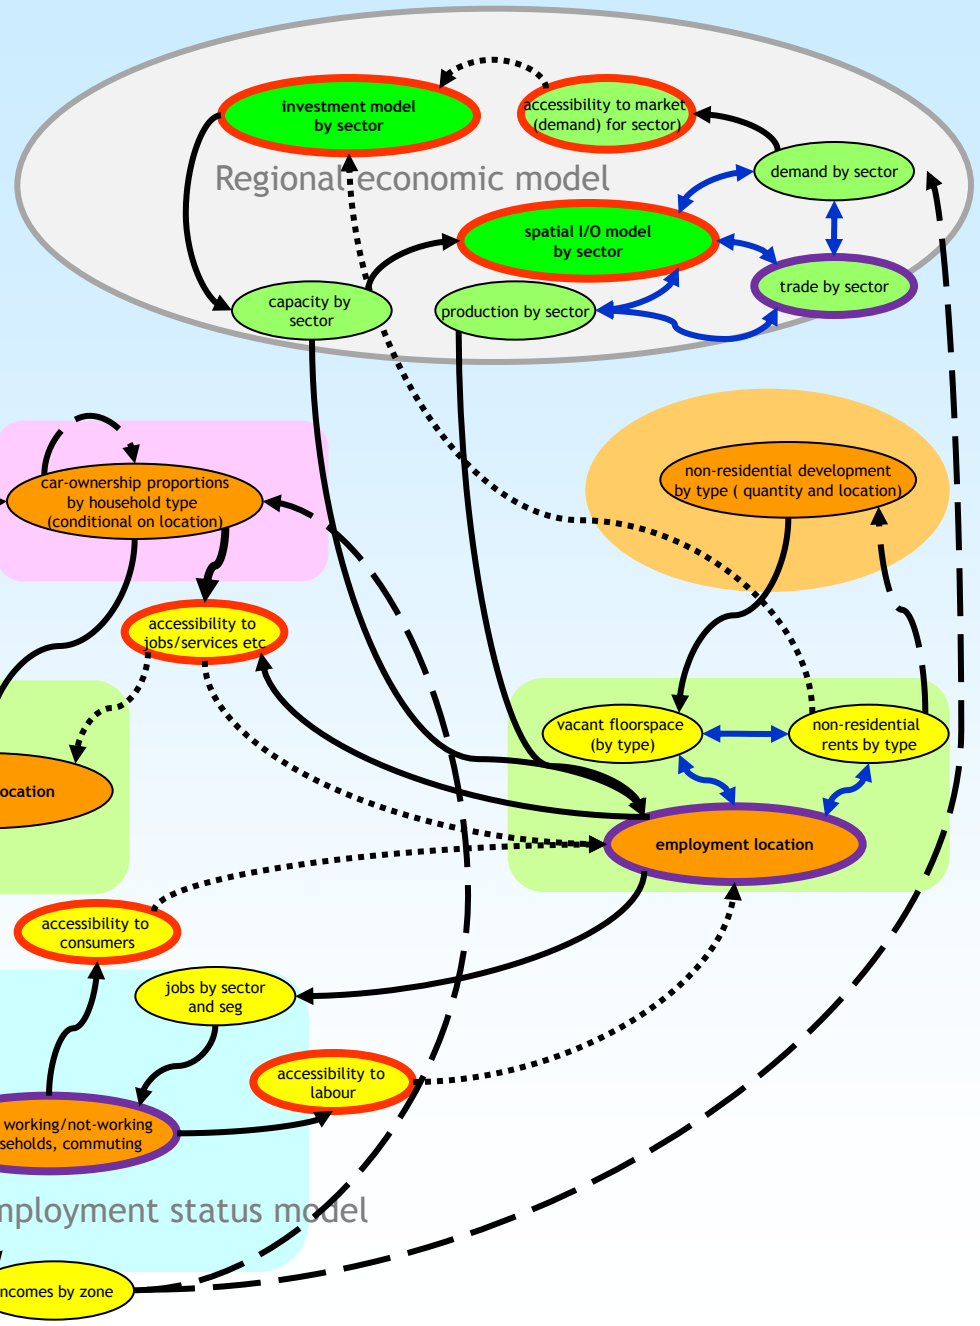 investment model
by sector
accessibility to market
(demand) for sector)
Regional economic model
demand by sector
spatial I/O model
by sector
trade by sector
capacity by
sector
production by sector
car-ownership proportions
by household type
(conditional on location)
non-residential development
by type ( quantity and location)
accessibility to
jobs/services etc
vacant floorspace
(by type)
non-residential
rents by type
ocation
employment location
accessibility to
consumers
jobs by sector
and seg
accessibility to
labour
working/not-working
seholds, commuting
mployment status model
ncomes by zone